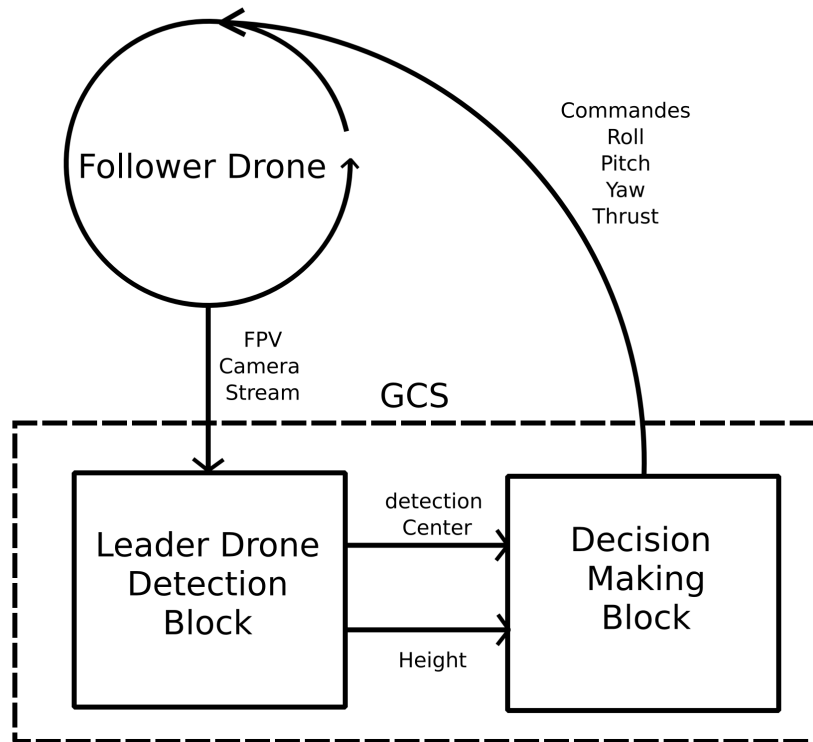 Commandes
Roll
Pitch
Yaw
Thrust
Follower Drone
FPV
Camera
Stream
GCS
detection
Center
Leader Drone
Detection
Block
Decision
Making
Block
Height